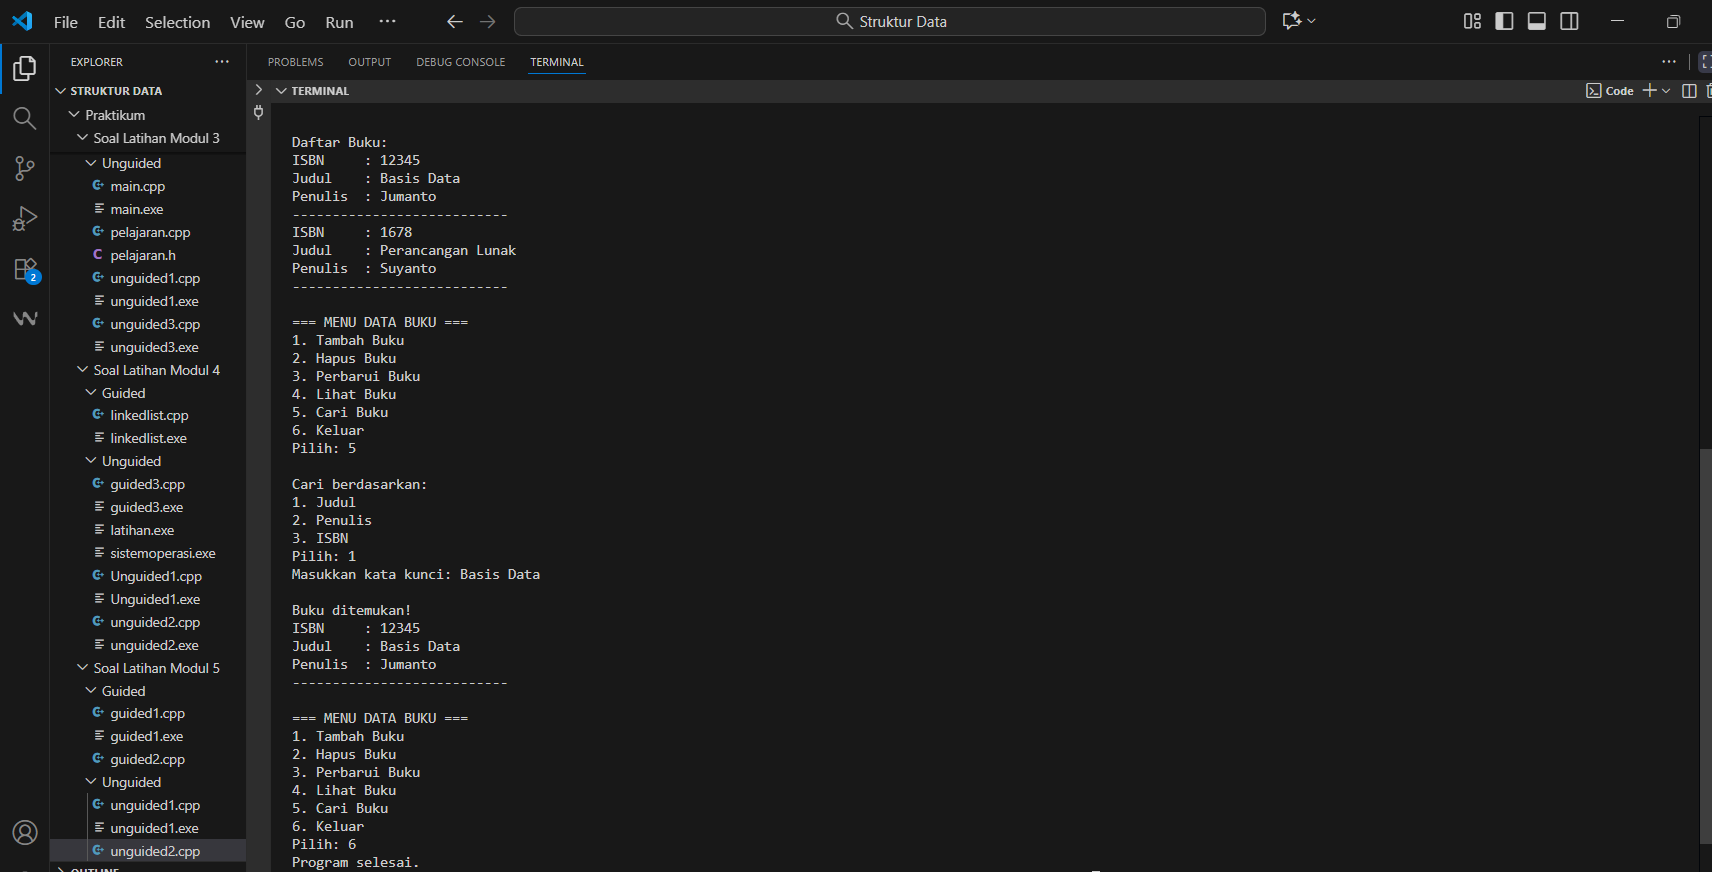 File Edit Selection View Go Run ··· Struktur Data
EXPLORER ···
STRUKTUR DATA
Praktikum
Soal Latihan Modul 3
Unguided
main.cpp
main.exe
pelajaran.cpp
C pelajaran.h
unguided1.cpp
unguided1.exe
unguided3.cpp
unguided3.exe
Soal Latihan Modul 4
Guided
linkedlist.cpp
linkedlist.exe
Unguided
guided3.cpp
guided3.exe
latihan.exe
sistemoperasi.exe
Unguided1.cpp
Unguided1.exe
unguided2.cpp
unguided2.exe
Soal Latihan Modul 5
Guided
guided1.cpp
guided1.exe
guided2.cpp
Unguided
unguided1.cpp
unguided1.exe
unguided2.cpp
OUTLINE
2
PROBLEMS OUTPUT DEBUG CONSOLE TERMINAL ···
TERMINAL Code
Daftar Buku:
ISBN : 12345
Judul : Basis Data
Penulis : Jumanto
---------------------------
ISBN : 1678
Judul : Perancangan Lunak
Penulis : Suyanto
---------------------------
=== MENU DATA BUKU ===
1. Tambah Buku
2. Hapus Buku
3. Perbarui Buku
4. Lihat Buku
5. Cari Buku
6. Keluar
Pilih: 5
Cari berdasarkan:
1. Judul
2. Penulis
3. ISBN
Pilih: 1
Masukkan kata kunci: Basis Data
Buku ditemukan!
ISBN : 12345
Judul : Basis Data
Penulis : Jumanto
---------------------------
=== MENU DATA BUKU ===
1. Tambah Buku
2. Hapus Buku
3. Perbarui Buku
4. Lihat Buku
5. Cari Buku
6. Keluar
Pilih: 6
Program selesai.